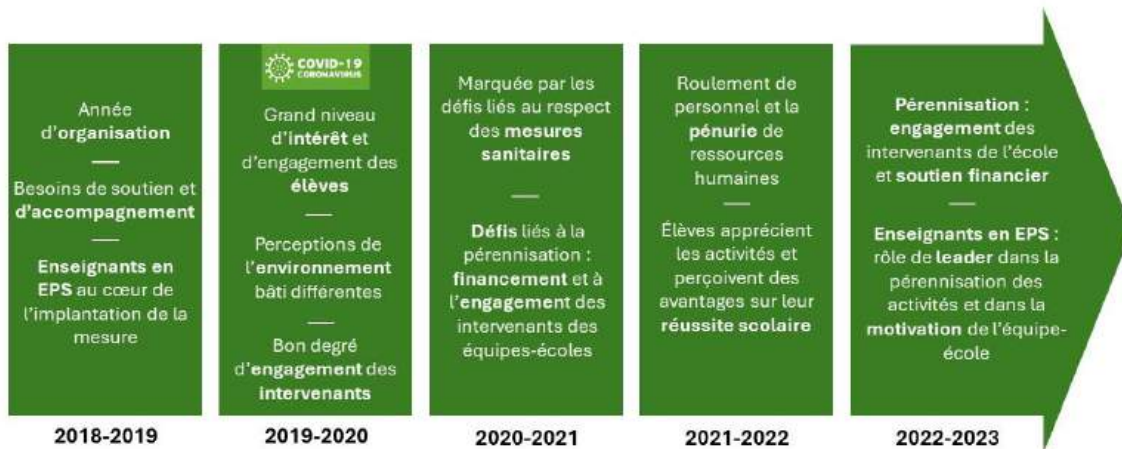 Année
d'organisation
Besoins de soutien et
d'accompagnement
Enseignants en
EPS au cœur de
l'implantation de la
mesure
2018-2019
COVID-19
CORONAVIRUS
Grand niveau
d'intérêt et
d'engagement des
élèves
Perceptions de
l'environnement
bâti différentes
Bon degré
d'engagement des
intervenants
2019-2020
Marquée par les
défis liés au respect
des mesures
sanitaires
Défis liés à la
pérennisation :
financement et à
l'engagement des
intervenants des
équipes-écoles
2020-2021
Roulement de
personnel et la
pénurie de
ressources
humaines
Élèves apprécient
les activités et
perçoivent des
avantages sur leur
réussite scolaire
2021-2022
Pérennisation :
engagement des
intervenants de l'école
et soutien financier
Enseignants en EPS :
rôle de leader dans la
pérennisation des
activités et dans la
motivation de l'équipe-
école
2022-2023